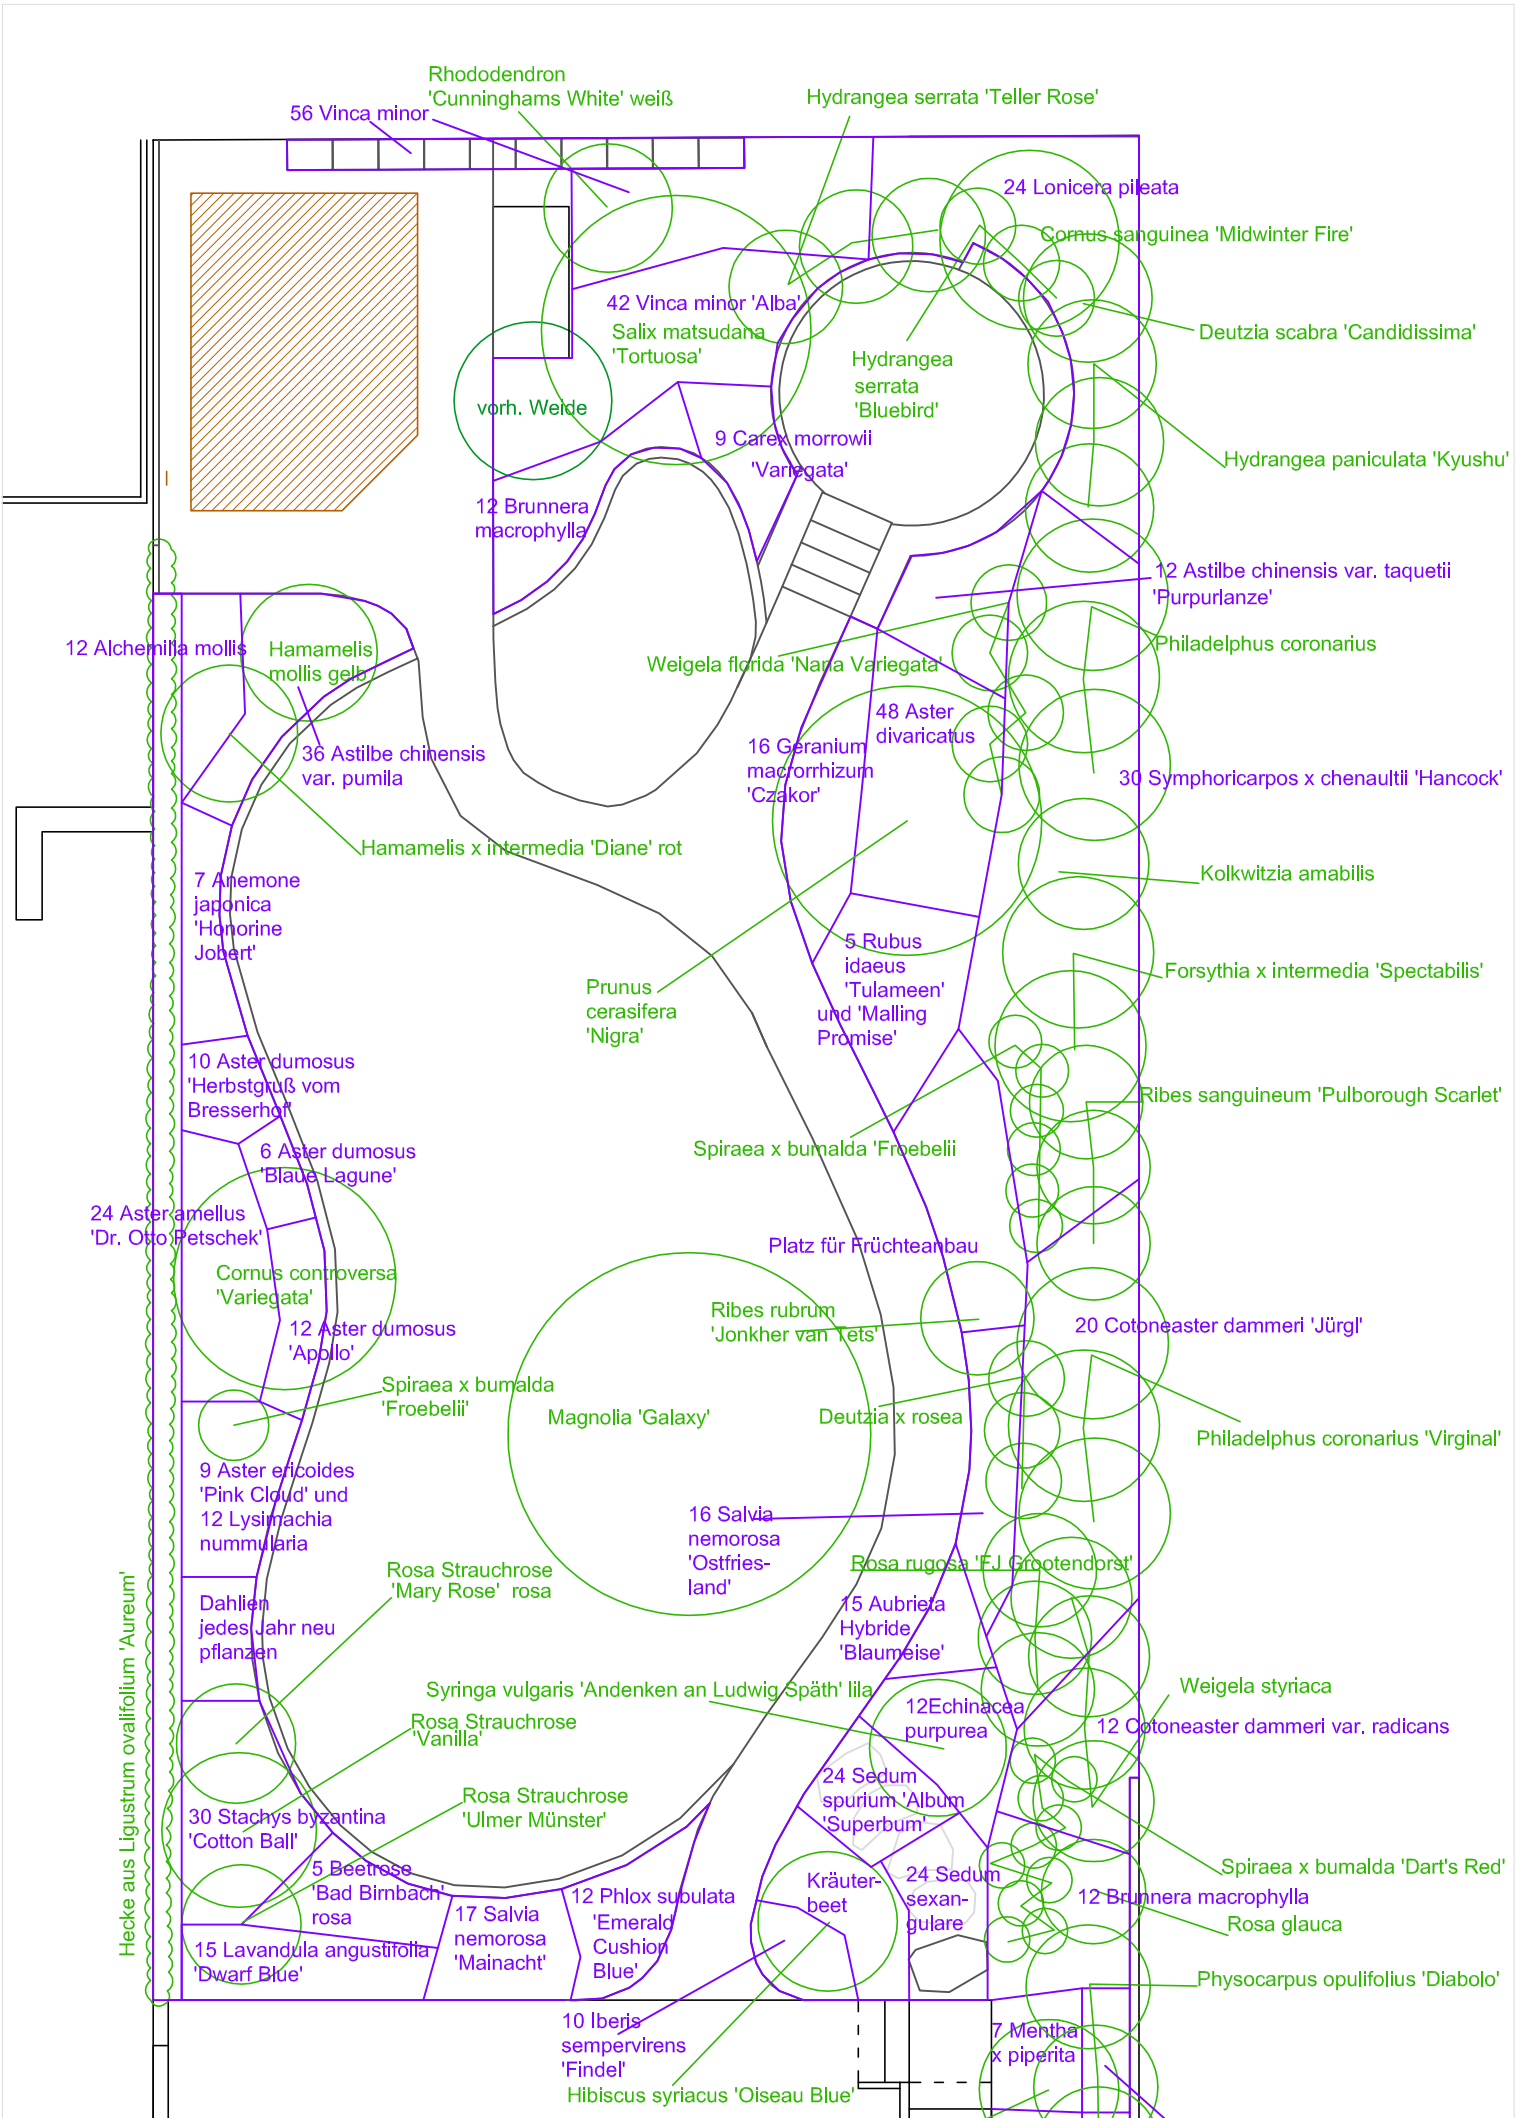 Rhododendron
'Cunninghams White' weiß
56 Vinca minor
Hydrangea serrata 'Teller Rose'
24 Lonicera pileata
Cornus sanguinea 'Midwinter Fire'
42 Vinca minor 'Alba'
Salix matsudana
'Tortuosa'
Deutzia scabra 'Candidissima'
Hydrangea
serrata
'Bluebird'
vorh. Weide
9 Carex morrowii
'Variegata'
Hydrangea paniculata 'Kyushu'
12 Brunnera
macrophylla
12 Astilbe chinensis var. taquetii
'Purpurlanze'
12 Alchemilla mollis
Hamamelis
mollis gelb
Weigela florida 'Nana Variegata'
Philadelphus coronarius
48 Aster
divaricatus
36 Astilbe chinensis
var. pumila
16 Geranium
macrorrhizum
'Czakor'
30 Symphoricarpos x chenaultii 'Hancock'
Hamamelis x intermedia 'Diane' rot
7 Anemone
japonica
'Honorine
Jobert'
Kolkwitzia amabilis
5 Rubus
idaeus
'Tulameen'
und 'Malling
Promise'
Forsythia x intermedia 'Spectabilis'
Prunus
cerasifera
'Nigra'
10 Aster dumosus
'Herbstgruß vom
Bresserhof'
Ribes sanguineum 'Pulborough Scarlet'
6 Aster dumosus
'Blaue Lagune'
Spiraea x bumalda 'Froebelii
24 Aster amellus
'Dr. Otto Petschek'
Platz für Früchteanbau
Cornus controversa
'Variegata'
12 Aster dumosus
'Apollo'
Ribes rubrum
'Jonkher van Tets'
20 Cotoneaster dammeri 'Jürgl'
Spiraea x bumalda
'Froebelii'
Magnolia 'Galaxy'
Deutzia x rosea
Philadelphus coronarius 'Virginal'
9 Aster ericoides
'Pink Cloud' und
12 Lysimachia
nummularia
16 Salvia
nemorosa
'Ostfries-
land'
Rosa Strauchrose
'Mary Rose'  rosa
Rosa rugosa 'FJ Grootendorst'
Dahlien
jedes Jahr neu
pflanzen
15 Aubrieta
Hybride
'Blaumeise'
Hecke aus Ligustrum ovalifolium 'Aureum'
Syringa vulgaris 'Andenken an Ludwig Späth' lila
Weigela styriaca
Rosa Strauchrose
'Vanilla'
12Echinacea
purpurea
12 Cotoneaster dammeri var. radicans
Rosa Strauchrose
'Ulmer Münster'
24 Sedum
spurium 'Album
'Superbum'
30 Stachys byzantina
'Cotton Ball'
5 Beetrose
'Bad Birnbach'
rosa
Spiraea x bumalda 'Dart's Red'
Kräuter-
beet
24 Sedum
sexan-
gulare
12 Brunnera macrophylla
Rosa glauca
12 Phlox subulata
'Emerald
Cushion
Blue'
17 Salvia
nemorosa
'Mainacht'
15 Lavandula angustifolia
'Dwarf Blue'
Physocarpus opulifolius 'Diabolo'
10 Iberis
sempervirens
'Findel'
7 Mentha
x piperita
Hibiscus syriacus 'Oiseau Blue'